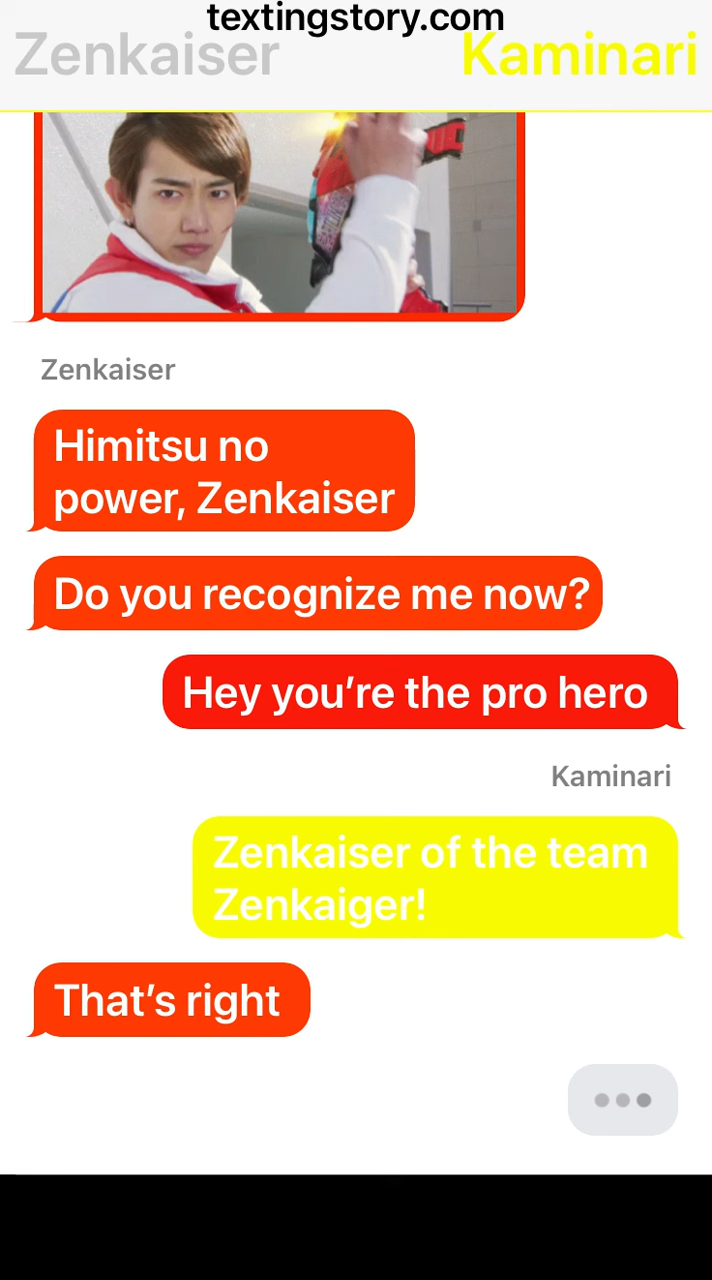 textingstory.com
Zenkaiser
Kaminari
Zenkaiser
Himitsu no
power, Zenkaiser
Do you recognize me now?
Hey you’re the pro hero
Kaminari
Zenkaiser of the team
Zenkaiger!
That’s right